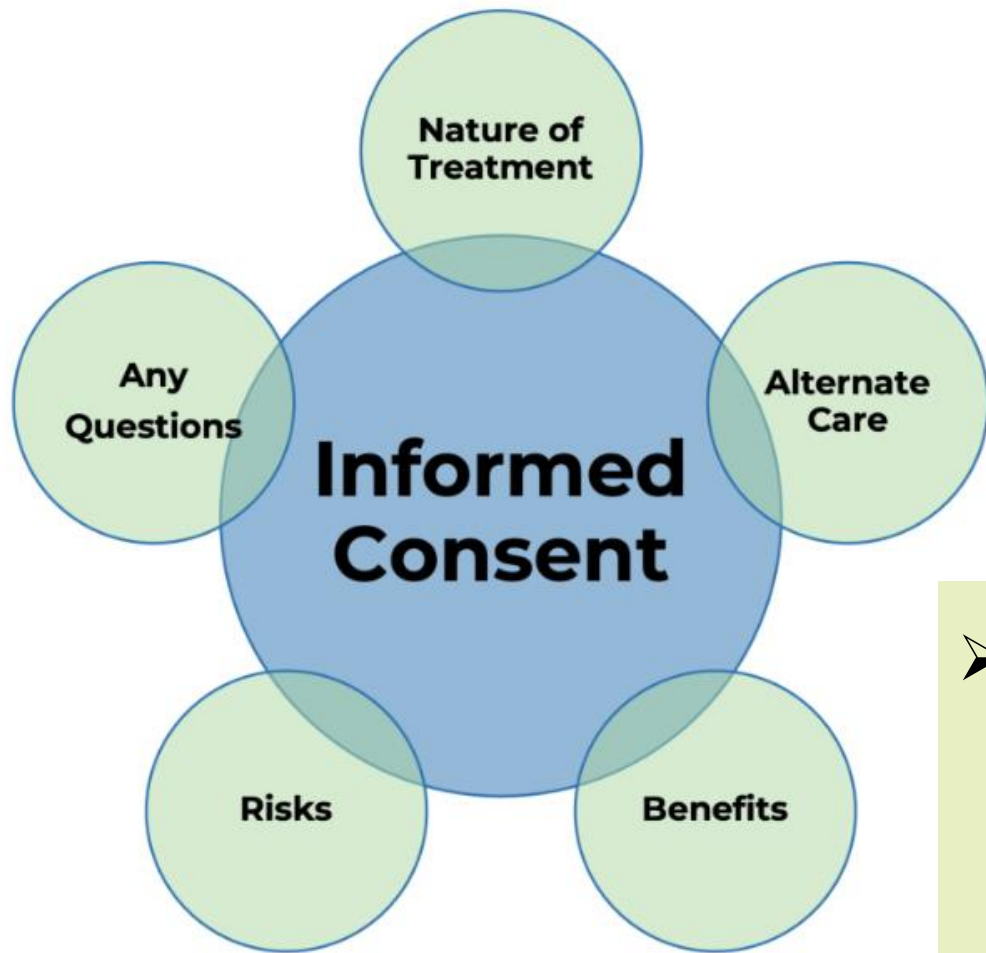 Nature of
Treatment
Any
Questions
Alternate
Care
Informed
Consent
Risks
Benefits